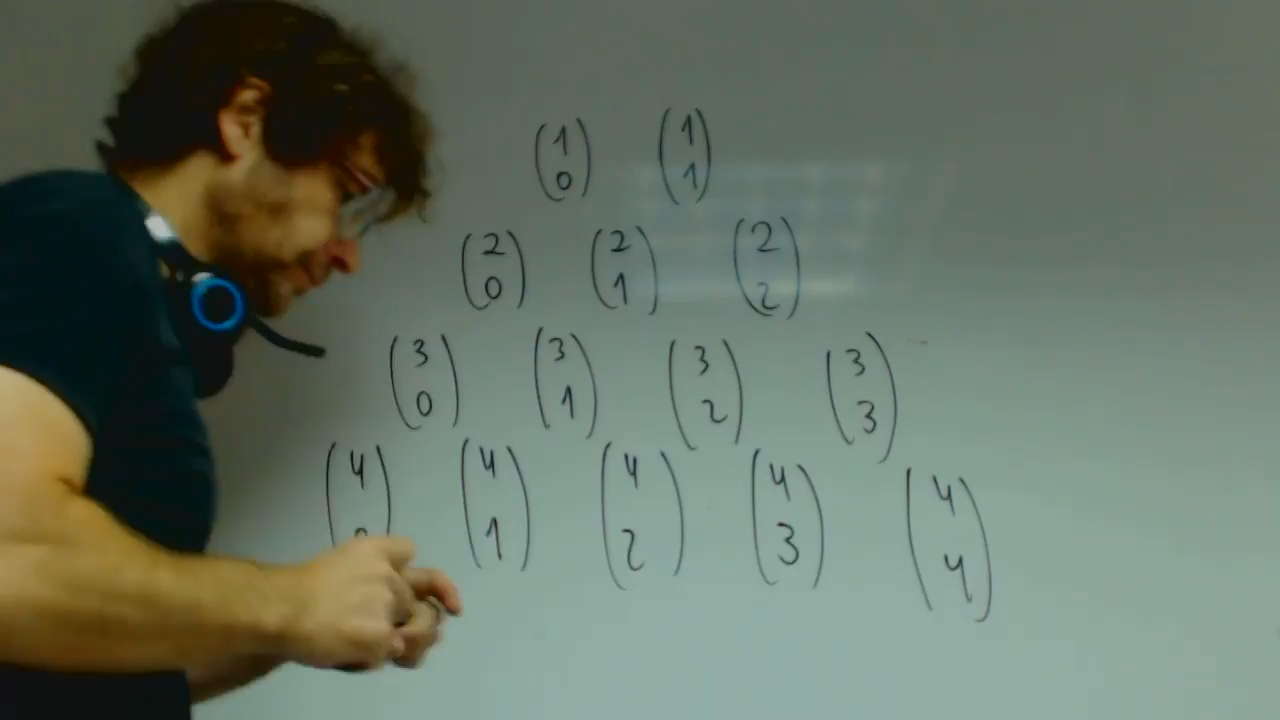 (1 0) (1 1)
(2 0) (2 1) (2 2)
(3 0) (3 1) (3 2) (3 3)
(4 0) (4 1) (4 2) (4 3) (4 4)